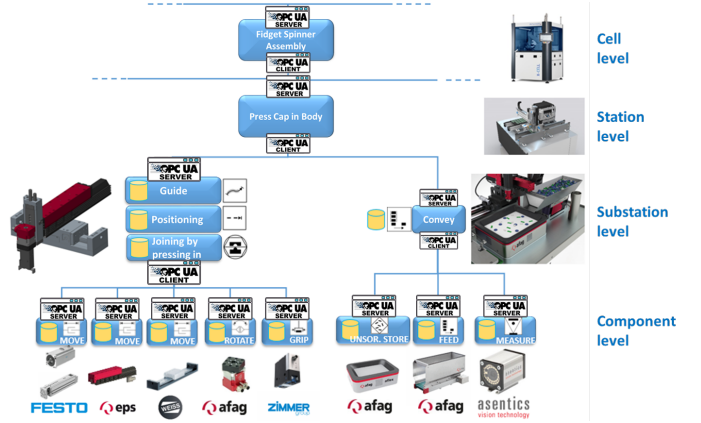 OPC UA
SERVER
Fidget Spinner
Assembly
OPC UA
CLIENT
Cell
level
OPC UA
SERVER
Press Cap in Body
OPC UA
CLIENT
Station
level
OPC UA
SERVER
Guide
Positioning
Joining by
pressing in
OPC UA
CLIENT
OPC UA
SERVER
Convey
OPC UA
CLIENT
afag
Substation
level
OPC UA
SERVER
MOVE
OPC UA
SERVER
MOVE
OPC UA
SERVER
MOVE
OPC UA
SERVER
ROTATE
OPC UA
SERVER
GRIP
OPC UA
SERVER
UNSOR. STORE
OPC UA
SERVER
FEED
OPC UA
SERVER
MEASURE
Component
level
FESTO
eps
WEISS
afag
ZIMMER
group
afag
afag
asentics
vision technology